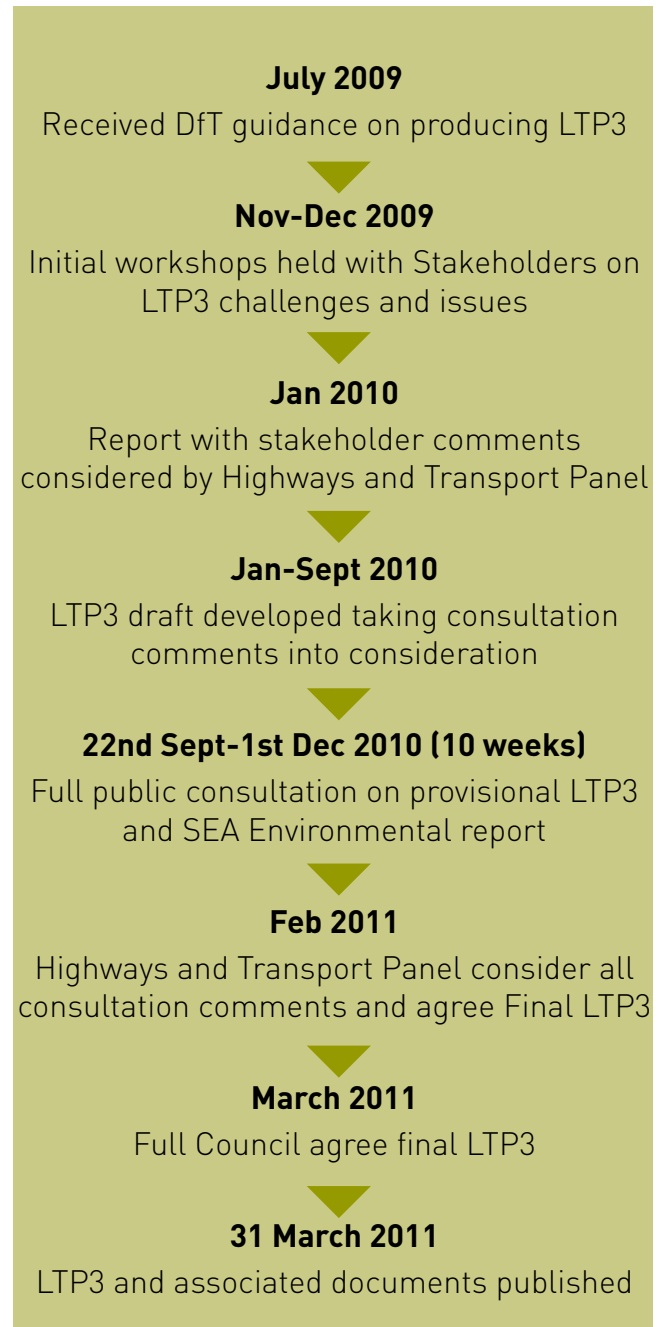 July 2009
Received DfT guidance on producing LTP3
Nov-Dec 2009
Initial workshops held with Stakeholders on
LTP3 challenges and issues
Jan 2010
Report with stakeholder comments
considered by Highways and Transport Panel
Jan-Sept 2010
LTP3 draft developed taking consultation
comments into consideration
22nd Sept-1st Dec 2010 (10 weeks)
Full public consultation on provisional LTP3
and SEA Environmental report
Feb 2011
Highways and Transport Panel consider all
consultation comments and agree Final LTP3
March 2011
Full Council agree final LTP3
31 March 2011
LTP3 and associated documents published